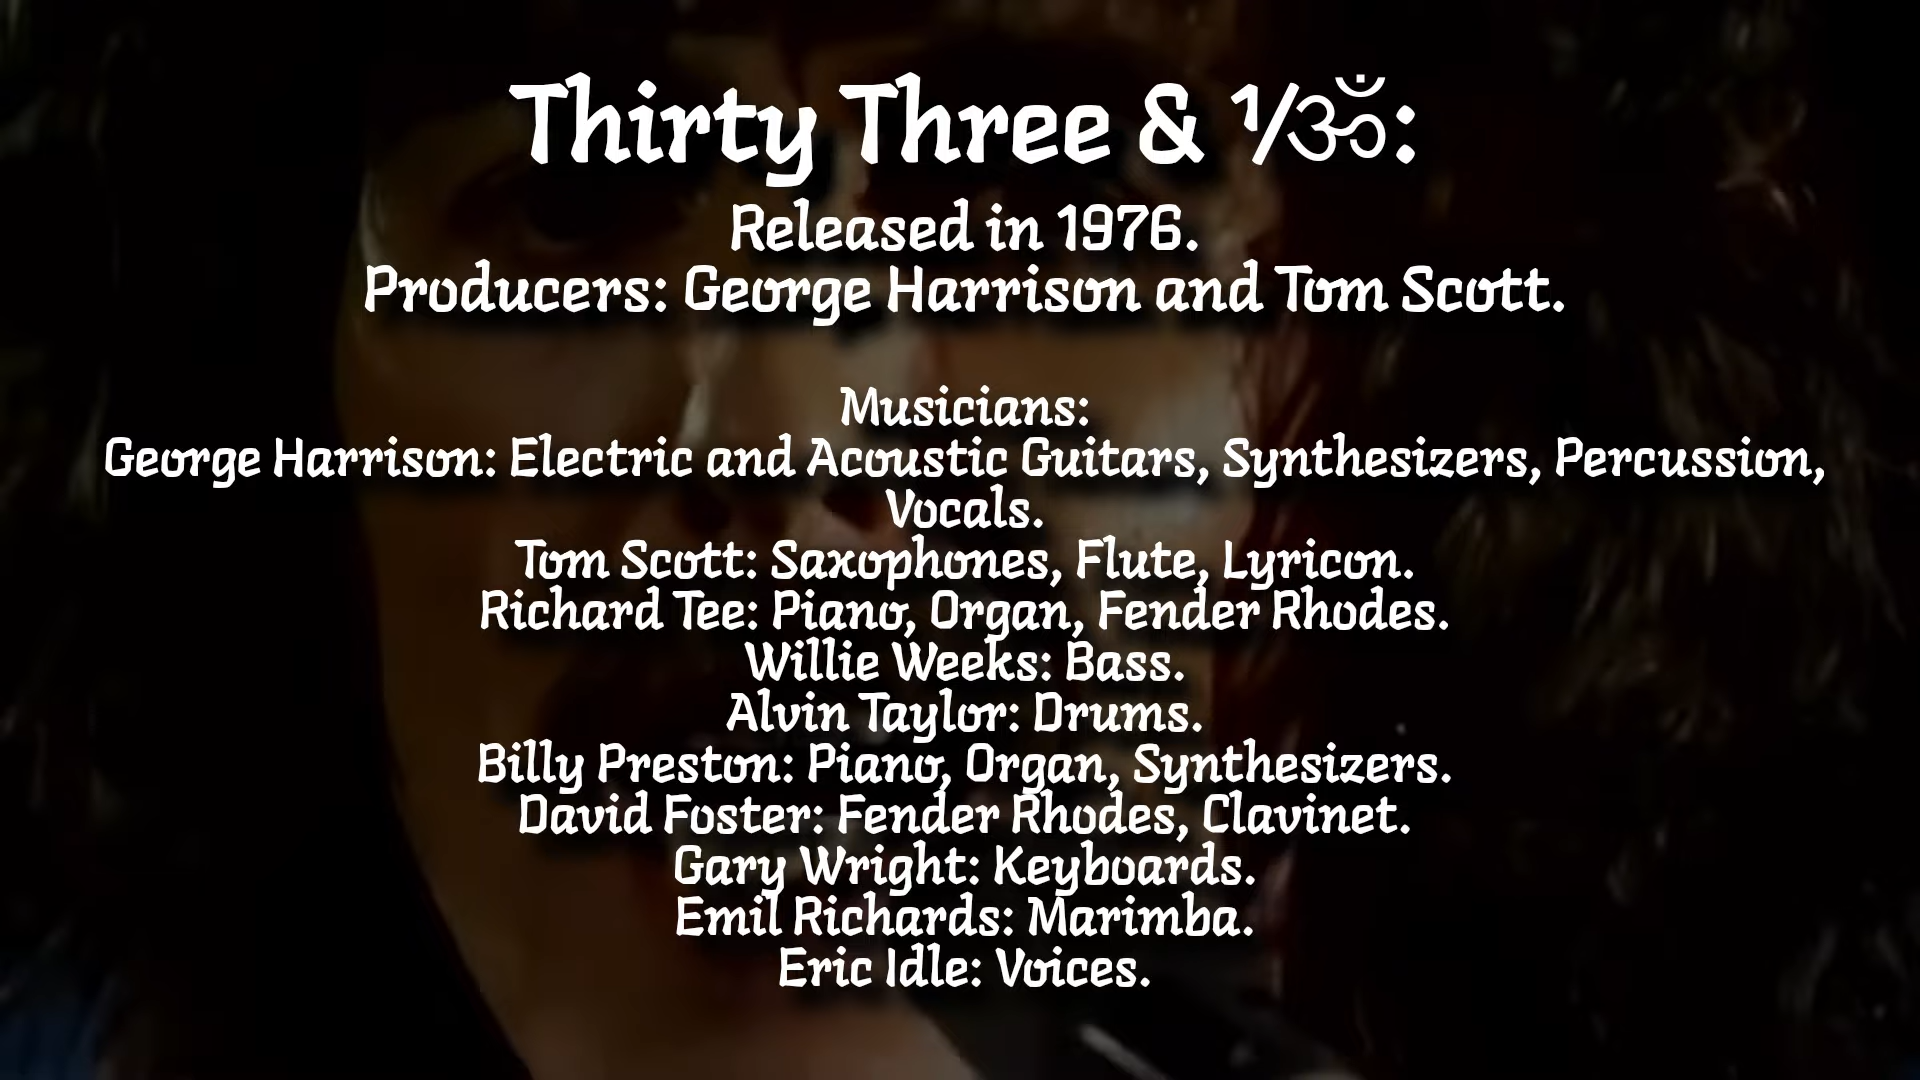 Thirty Three & 1/ॐ:
Released in 1976.
Producers: George Harrison and Tom Scott.
Musicians:
George Harrison: Electric and Acoustic Guitars, Synthesizers, Percussion,
Vocals.
Tom Scott: Saxophones, Flute, Lyricon.
Richard Tee: Piano, Organ, Fender Rhodes.
Willie Weeks: Bass.
Alvin Taylor: Drums.
Billy Preston: Piano, Organ, Synthesizers.
David Foster: Fender Rhodes, Clavinet.
Gary Wright: Keyboards.
Emil Richards: Marimba.
Eric Idle: Voices.